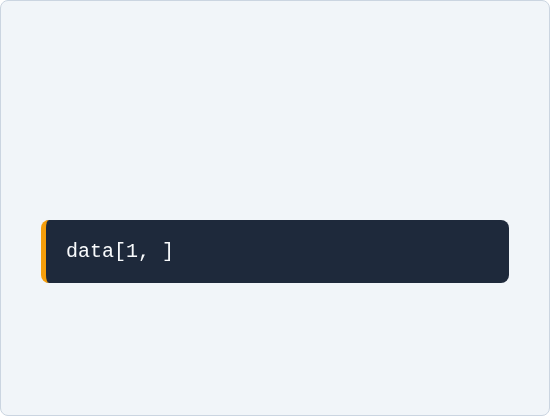 data[1, ]